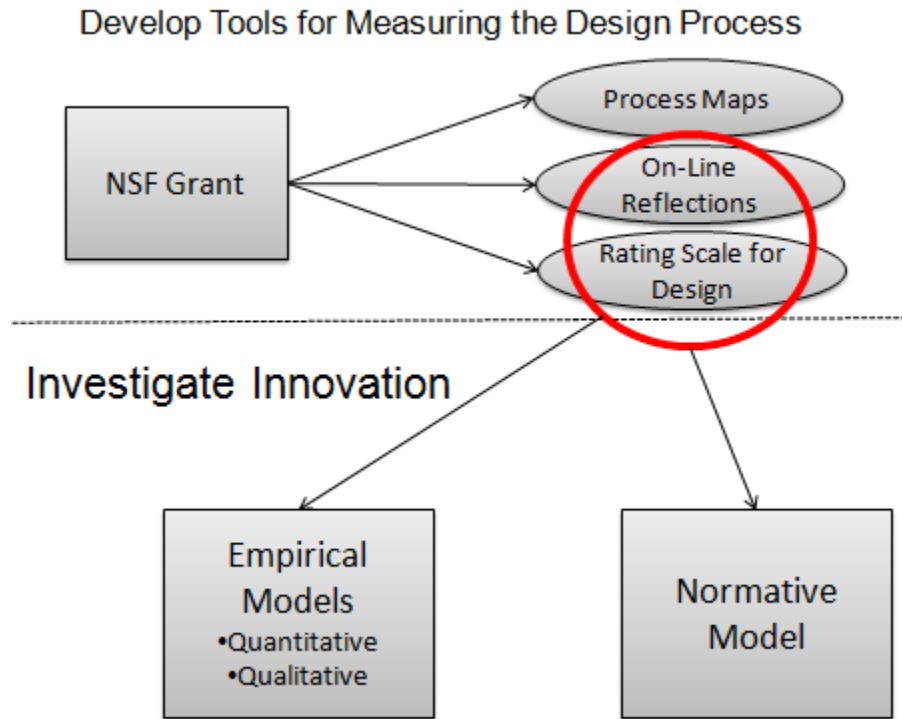 Develop Tools for Measuring the Design Process
NSF Grant
Process Maps
On-Line
Reflections
Rating Scale for
Design
Investigate Innovation
Empirical
Models
•Quantitative
•Qualitative
Normative
Model